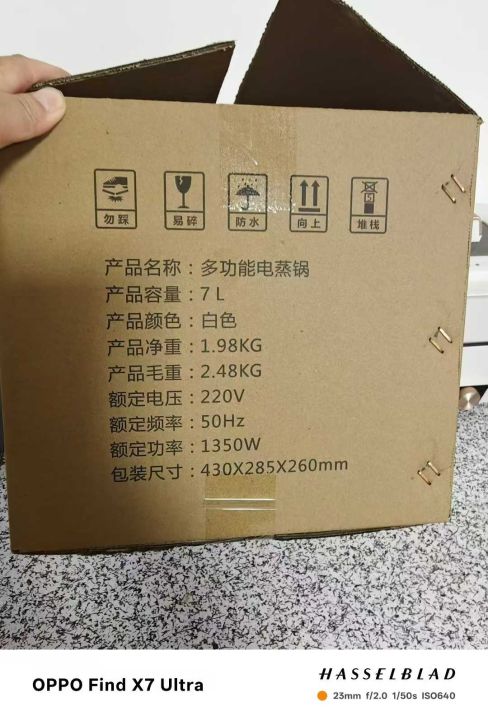 勿踩 易碎 防水 向上 堆栈
产品名称：多功能电蒸锅
产品容量：7 L
产品颜色：白色
产品净重：1.98KG
产品毛重：2.48KG
额定电压：220V
额定频率：50Hz
额定功率：1350W
包装尺寸：430X285X260mm
OPPO Find X7 Ultra
HASSELBLAD
23mm f/2.0 1/50s ISO640